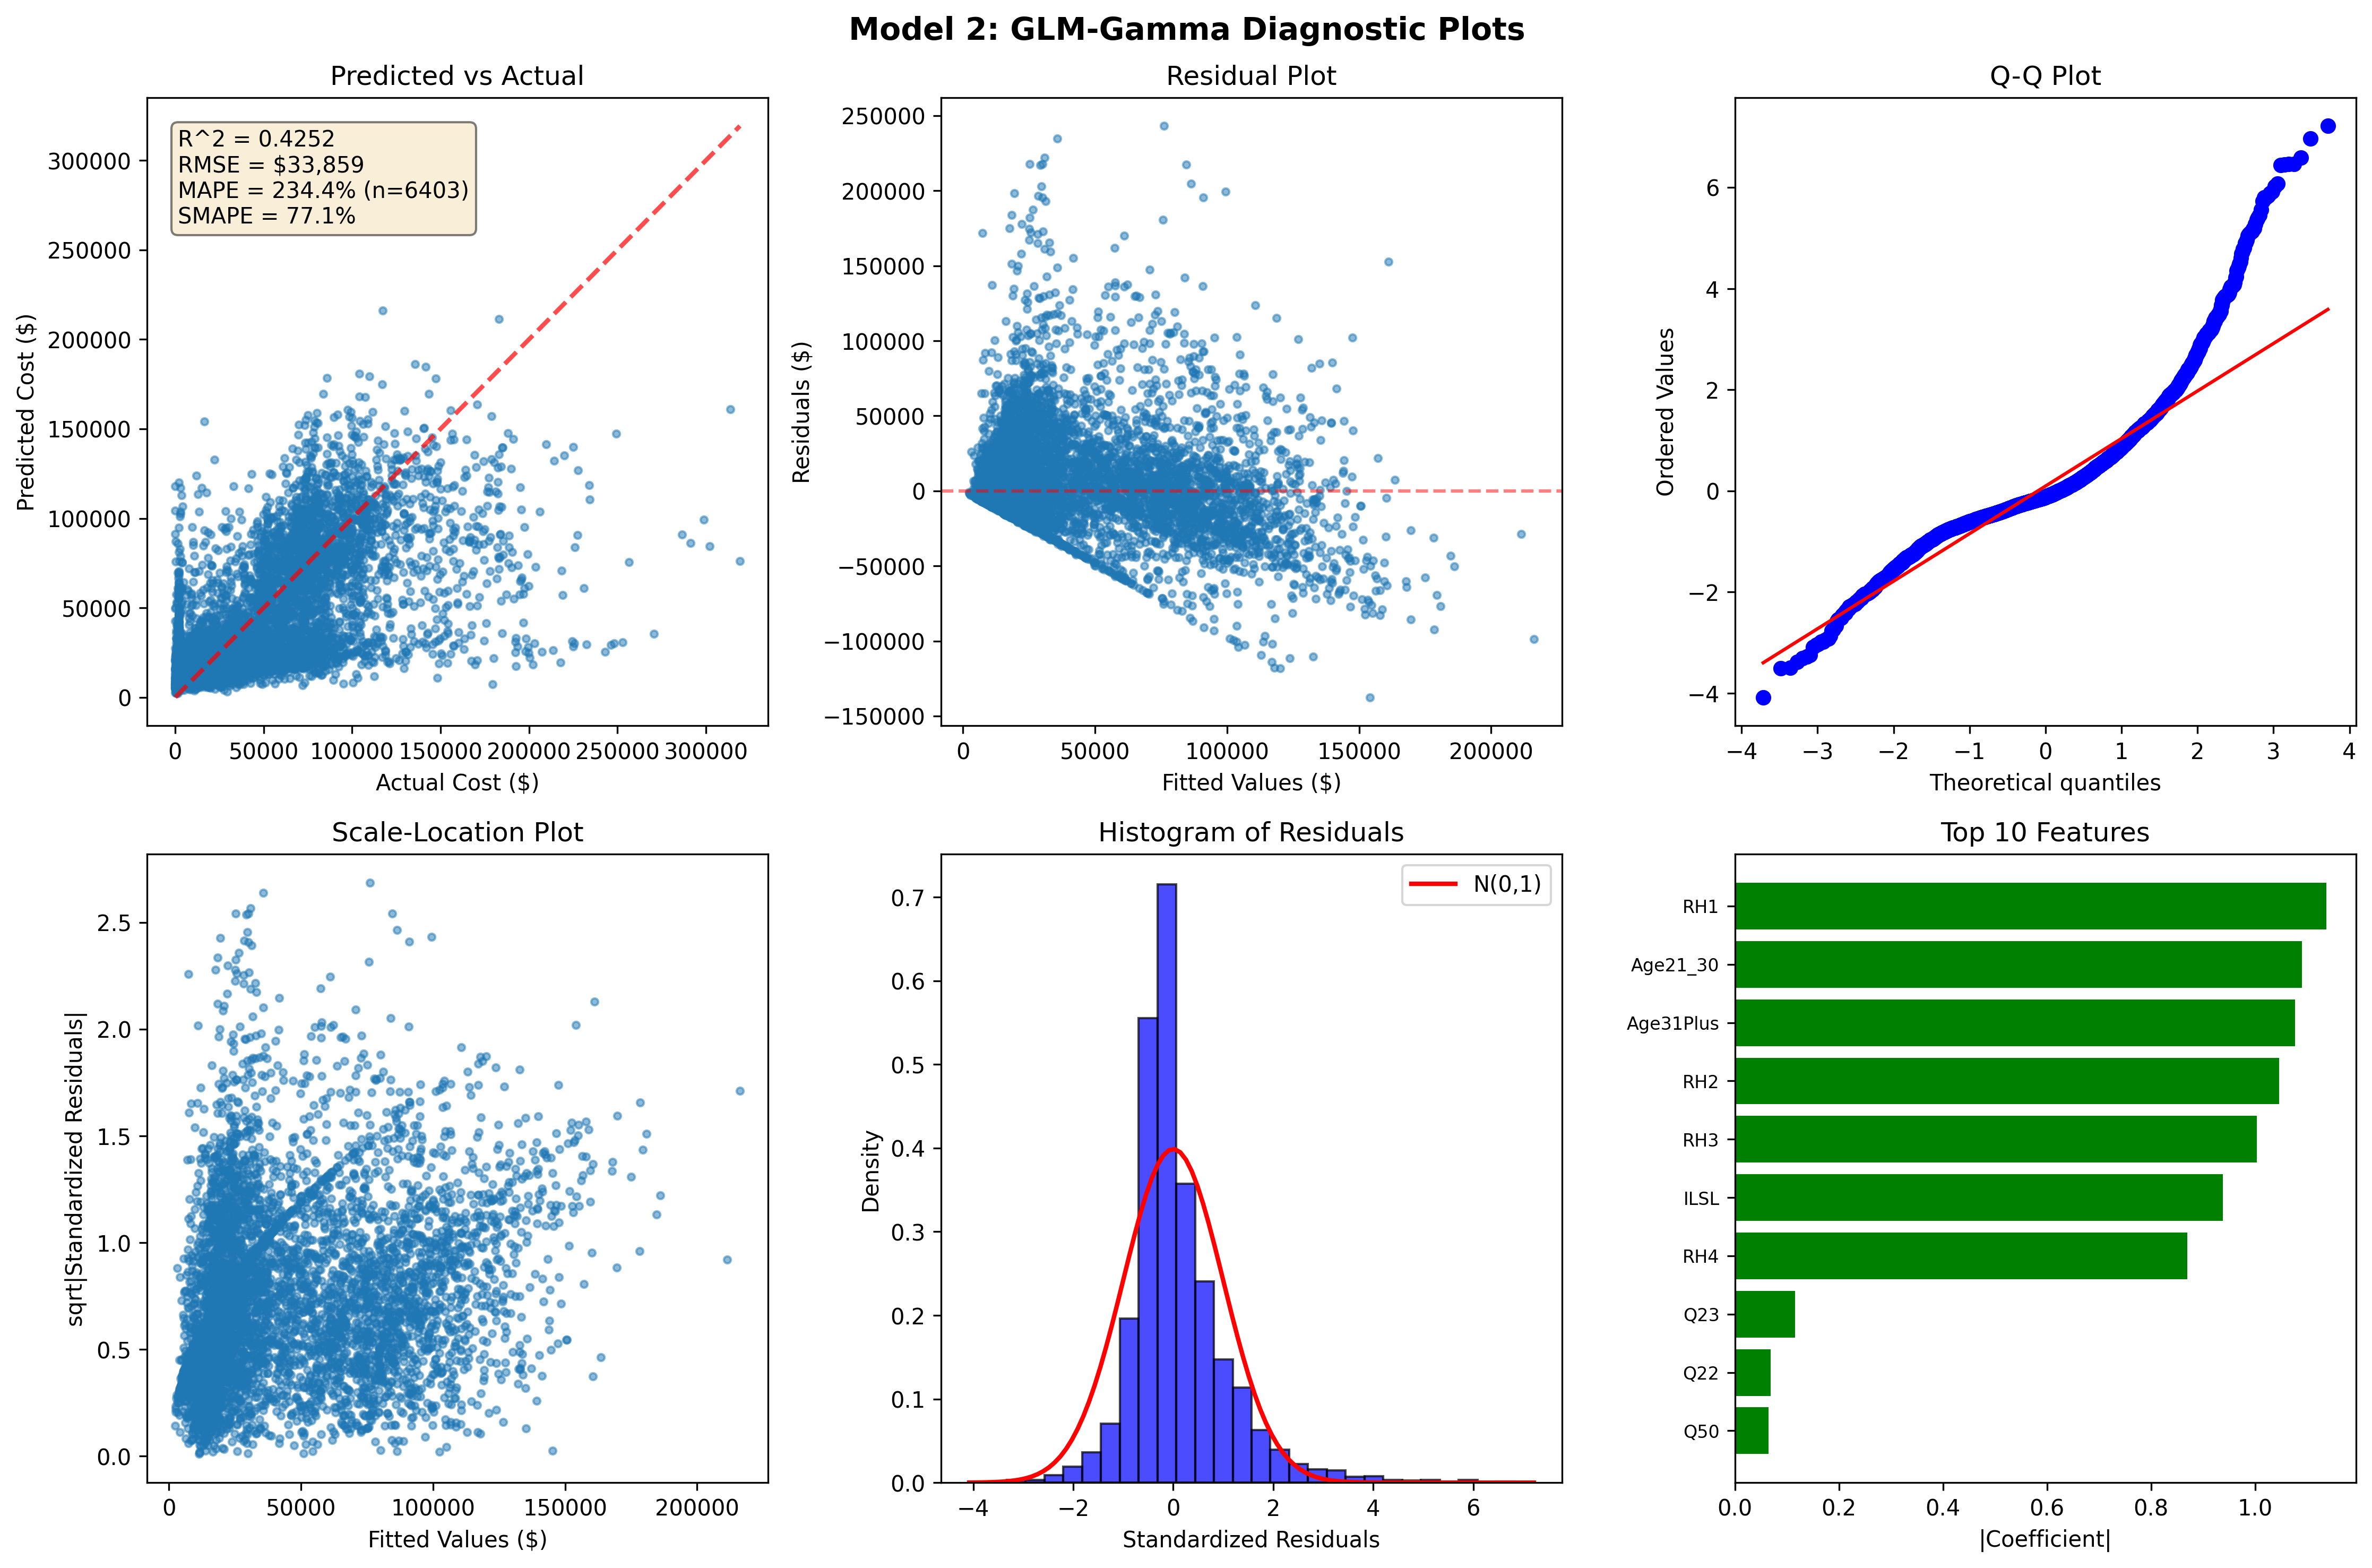 Model 2: GLM-Gamma Diagnostic Plots
Predicted vs Actual
R^2 = 0.4252
RMSE = $33,859
MAPE = 234.4% (n=6403)
SMAPE = 77.1%
300000
250000
200000
150000
100000
50000
0
Predicted Cost ($)
0 50000 100000 150000 200000 250000 300000
Actual Cost ($)
Residual Plot
250000
200000
150000
100000
50000
0
−50000
−100000
−150000
Residuals ($)
0 50000 100000 150000 200000
Fitted Values ($)
Q-Q Plot
6
4
2
0
−2
−4
Ordered Values
−4 −3 −2 −1 0 1 2 3 4
Theoretical quantiles
Scale-Location Plot
2.5
2.0
1.5
1.0
0.5
0.0
sqrt|Standardized Residuals|
0 50000 100000 150000 200000
Fitted Values ($)
Histogram of Residuals
N(0,1)
0.7
0.6
0.5
0.4
0.3
0.2
0.1
0.0
Density
−4 −2 0 2 4 6
Standardized Residuals
Top 10 Features
RH1
Age21_30
Age31Plus
RH2
RH3
ILSL
RH4
Q23
Q22
Q50
0.0 0.2 0.4 0.6 0.8 1.0
|Coefficient|